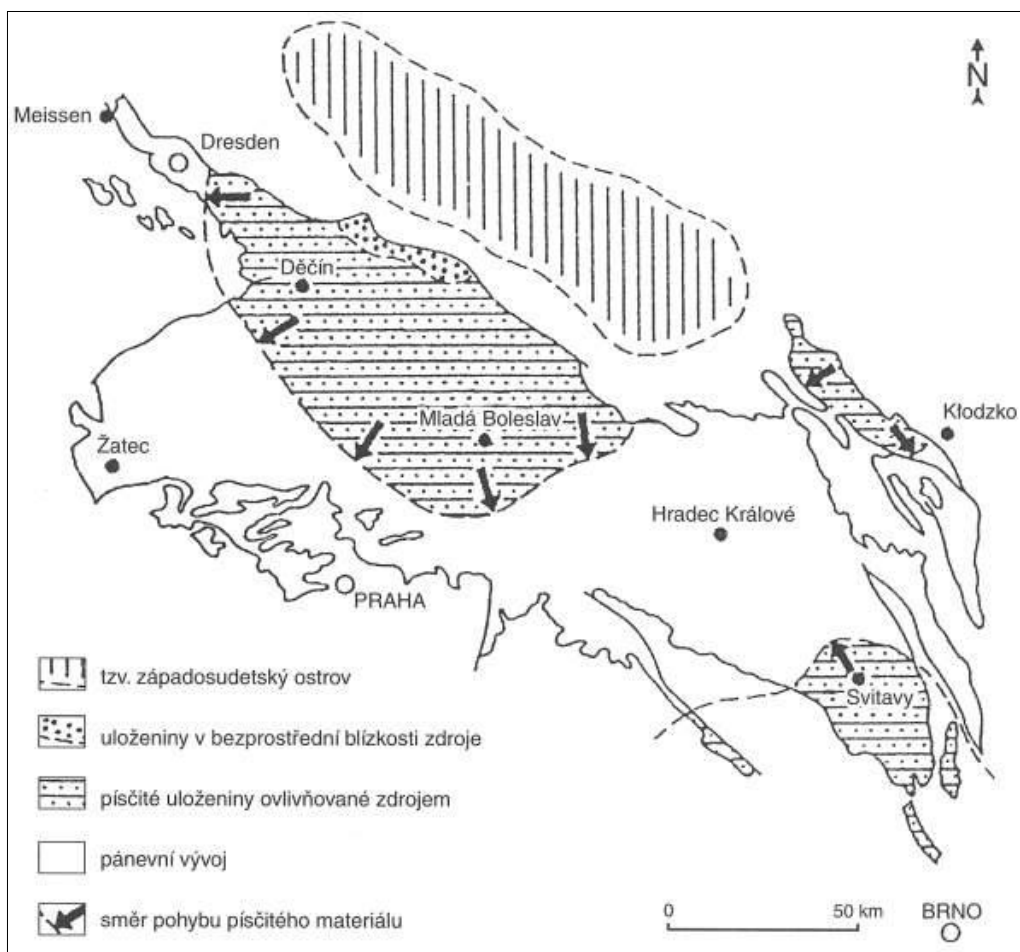 N
Meissen
Dresden
Děčín
Mladá Boleslav
Kłodzko
Žatec
Hradec Králové
PRAHA
Svitavy
tzv. západosudetský ostrov
uloženiny v bezprostřední blízkosti zdroje
písčité uloženiny ovlivňované zdrojem
pánevní vývoj
směr pohybu písčitého materiálu
0 50 km
BRNO